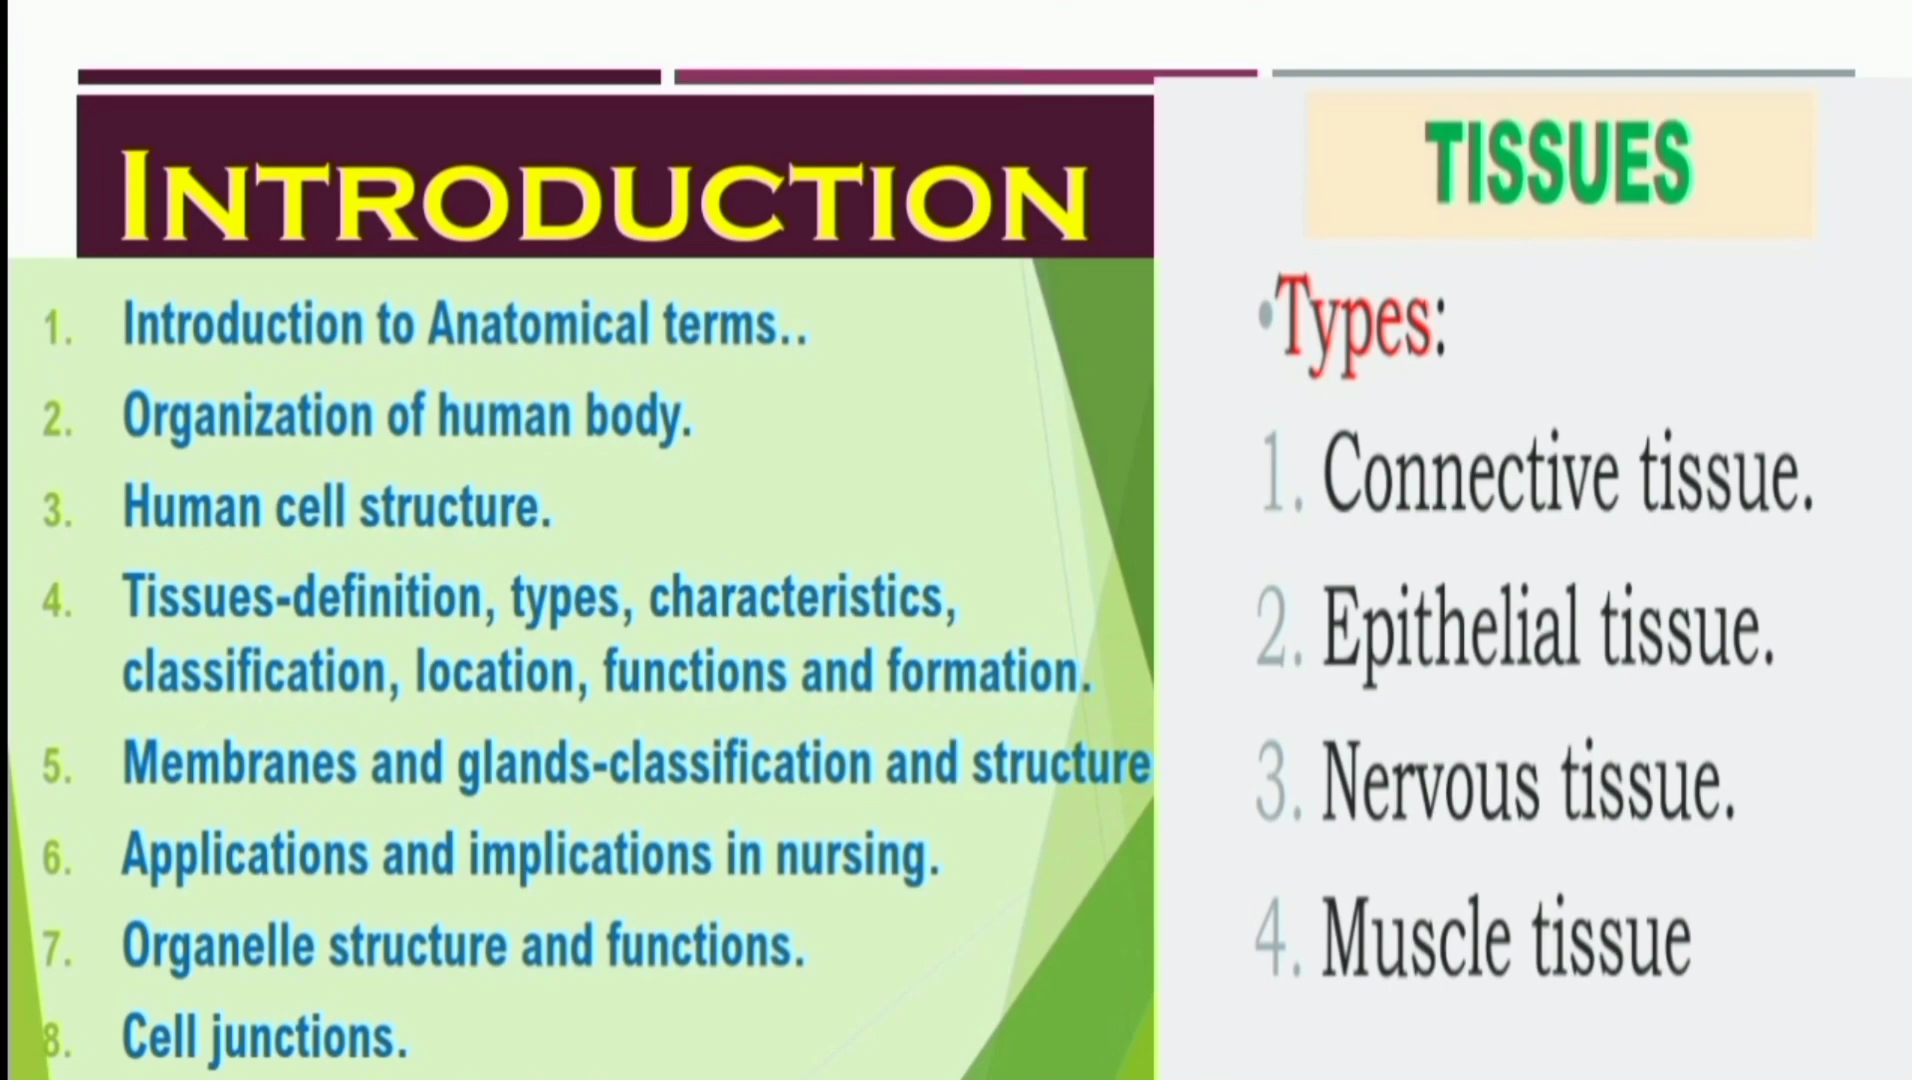 INTRODUCTION
1. Introduction to Anatomical terms..
2. Organization of human body.
3. Human cell structure.
4. Tissues-definition, types, characteristics,
classification, location, functions and formation.
5. Membranes and glands-classification and structure
6. Applications and implications in nursing.
7. Organelle structure and functions.
8. Cell junctions.
TISSUES
•Types:
1. Connective tissue.
2. Epithelial tissue.
3. Nervous tissue.
4. Muscle tissue